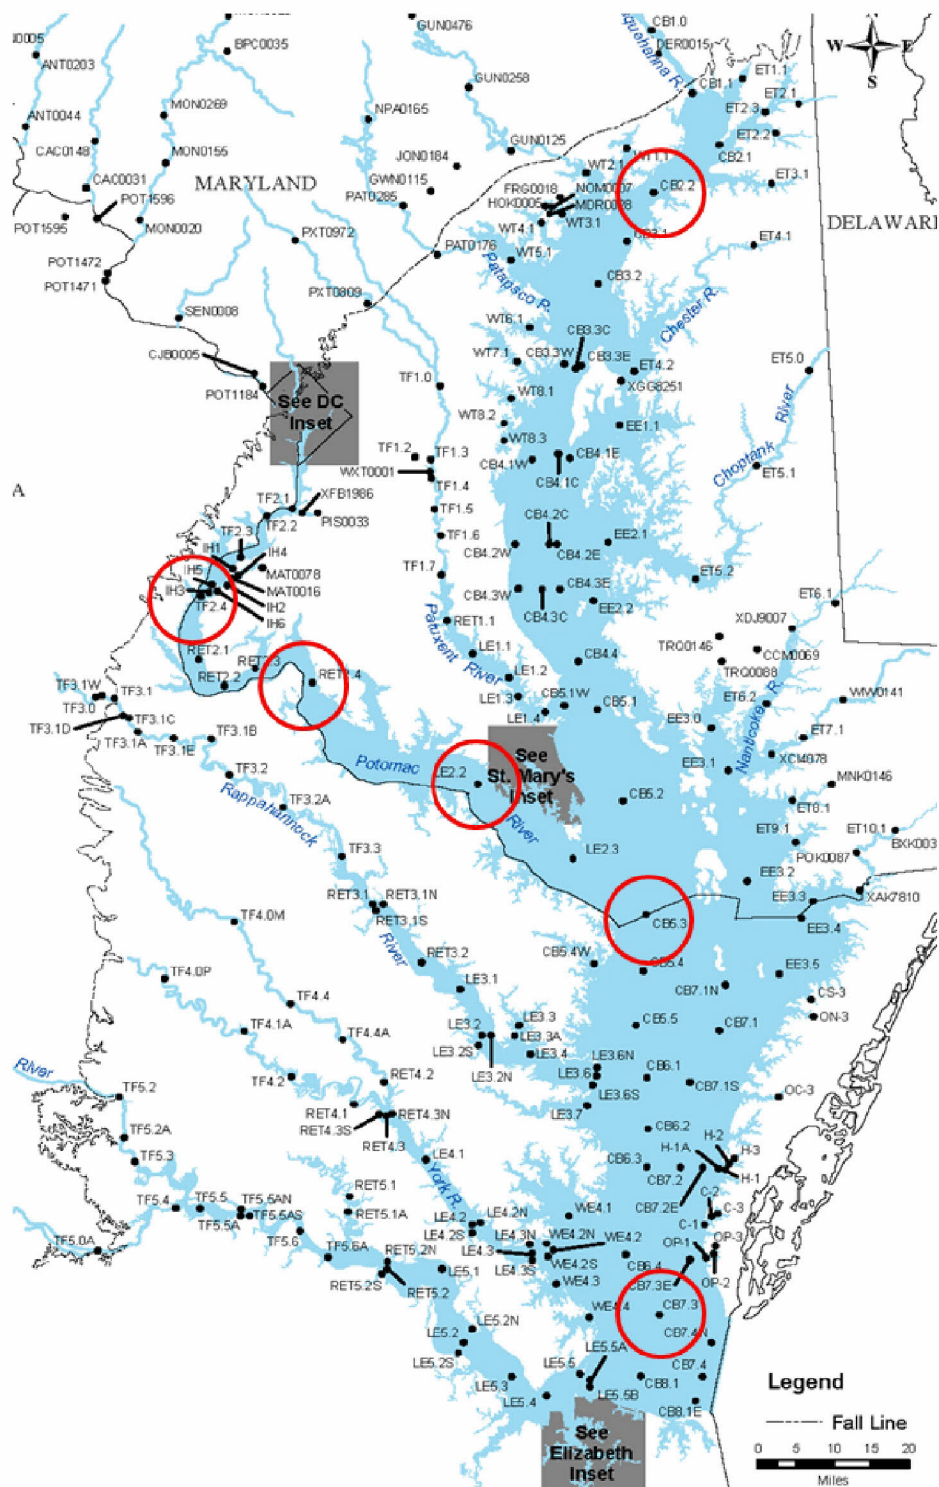 GUN0476
CB1.0
DER0015
Susquehanna R.
W E
S
BPC0035
ANT0203
GUN0258
CB1.1
ET1.1
ET2.1
ET2.3
MON0269
NPA0165
ANT0044
ET2.2
CAC0148
GUN0125
WT1.1
CB2.1
MON0155
JON0184
WT2.1
MARYLAND
CAC0031
GWN0115
FRG0018
NOM0007
CB2.2
ET3.1
POT1596
PAT0285
HOK0005
MDR0028
POT1595
MON0020
WT4.1
WT3.1
DELAWARE
PXT0972
CB3.1
ET4.1
PAT0176
WT5.1
POT1472
POT1471
Patapsco R.
CB3.2
PXT0809
Chester R.
SEN0008
WT6.1
CB3.3C
CJB0005
WT7.1
CB3.3W
CB3.3E
ET4.2
ET5.0
POT1184
TF1.0
XGG8251
See DC
Inset
WT8.1
WT8.2
EE1.1
Choptank River
WT8.3
TF1.2
TF1.3
CB4.1W
CB4.1E
WXT0001
TF1.4
CB4.1C
ET5.1
A
TF2.1
XFB1986
TF1.5
TF2.2
PIS0033
CB4.2C
TF2.3
TF1.6
EE2.1
IH1
IH4
CB4.2W
CB4.2E
IH5
MAT0078
TF1.7
ET5.2
IH3
MAT0016
CB4.3W
CB4.3E
ET6.1
TF2.4
IH2
EE2.2
IH6
RET1.1
CB4.3C
XDJ9007
Patuxent River
TRQ0146
RET2.1
LE1.1
CB4.4
CCM0069
RET2.3
LE1.2
TRQ0088
RET2.2
RET2.4
TF3.1W
TF3.1
LE1.3
CB5.1W
ET6.2
WIW0141
TF3.0
TF3.1C
LE1.4
CB5.1
TF3.1D
EE3.0
Nanticoke R.
ET7.1
TF3.1A
TF3.1B
TF3.1E
See
St. Mary's
Inset
XCI4078
Potomac
River
LE2.2
EE3.1
TF3.2
MNK0146
Rappahannock
River
TF3.2A
CB5.2
ET8.1
ET9.1
ET10.1
TF3.3
LE2.3
POK0087
EE3.2
RET3.1
RET3.1N
EE3.3
XAK7810
RET3.1S
TF4.0M
CB5.3
EE3.4
RET3.2
CB5.4W
CB5.4
TF4.0P
EE3.5
LE3.1
CB7.1N
TF4.4
CS-3
TF4.1A
TF4.4A
LE3.2
LE3.3
CB5.5
CB7.1
ON-3
LE3.3A
LE3.2S
LE3.4
LE3.2N
LE3.6N
River
TF4.2
RET4.2
LE3.6
CB6.1
TF5.2
CB7.1S
LE3.6S
OC-3
RET4.1
RET4.3N
LE3.7
RET4.3S
RET4.3
CB6.2
TF5.2A
H-2
H-1A
H-3
TF5.3
LE4.1
CB6.3
CB7.2
H-1
York R.
TF5.4
TF5.5
TF5.5AN
RET5.1
CB7.2E
C-2
TF5.5A
TF5.5AS
RET5.1A
LE4.2
LE4.2N
WE4.1
C-1
C-3
LE4.2S
TF5.6
LE4.3N
WE4.2N
WE4.2
OP-3
TF5.0A
TF5.6A
RET5.2N
LE4.3
WE4.2S
CB6.4
OP-1
LE4.3S
RET5.2S
LE5.1
WE4.3
CB7.3E
OP-2
RET5.2
WE4.4
CB7.3
LE5.2N
CB7.4N
LE5.2
LE5.2S
LE5.5A
LE5.5
CB7.4
LE5.3
CB8.1
LE5.4
LE5.5B
CB8.1E
See
Elizabeth
Inset
Legend
Fall Line
0 5 10 15 20
Miles